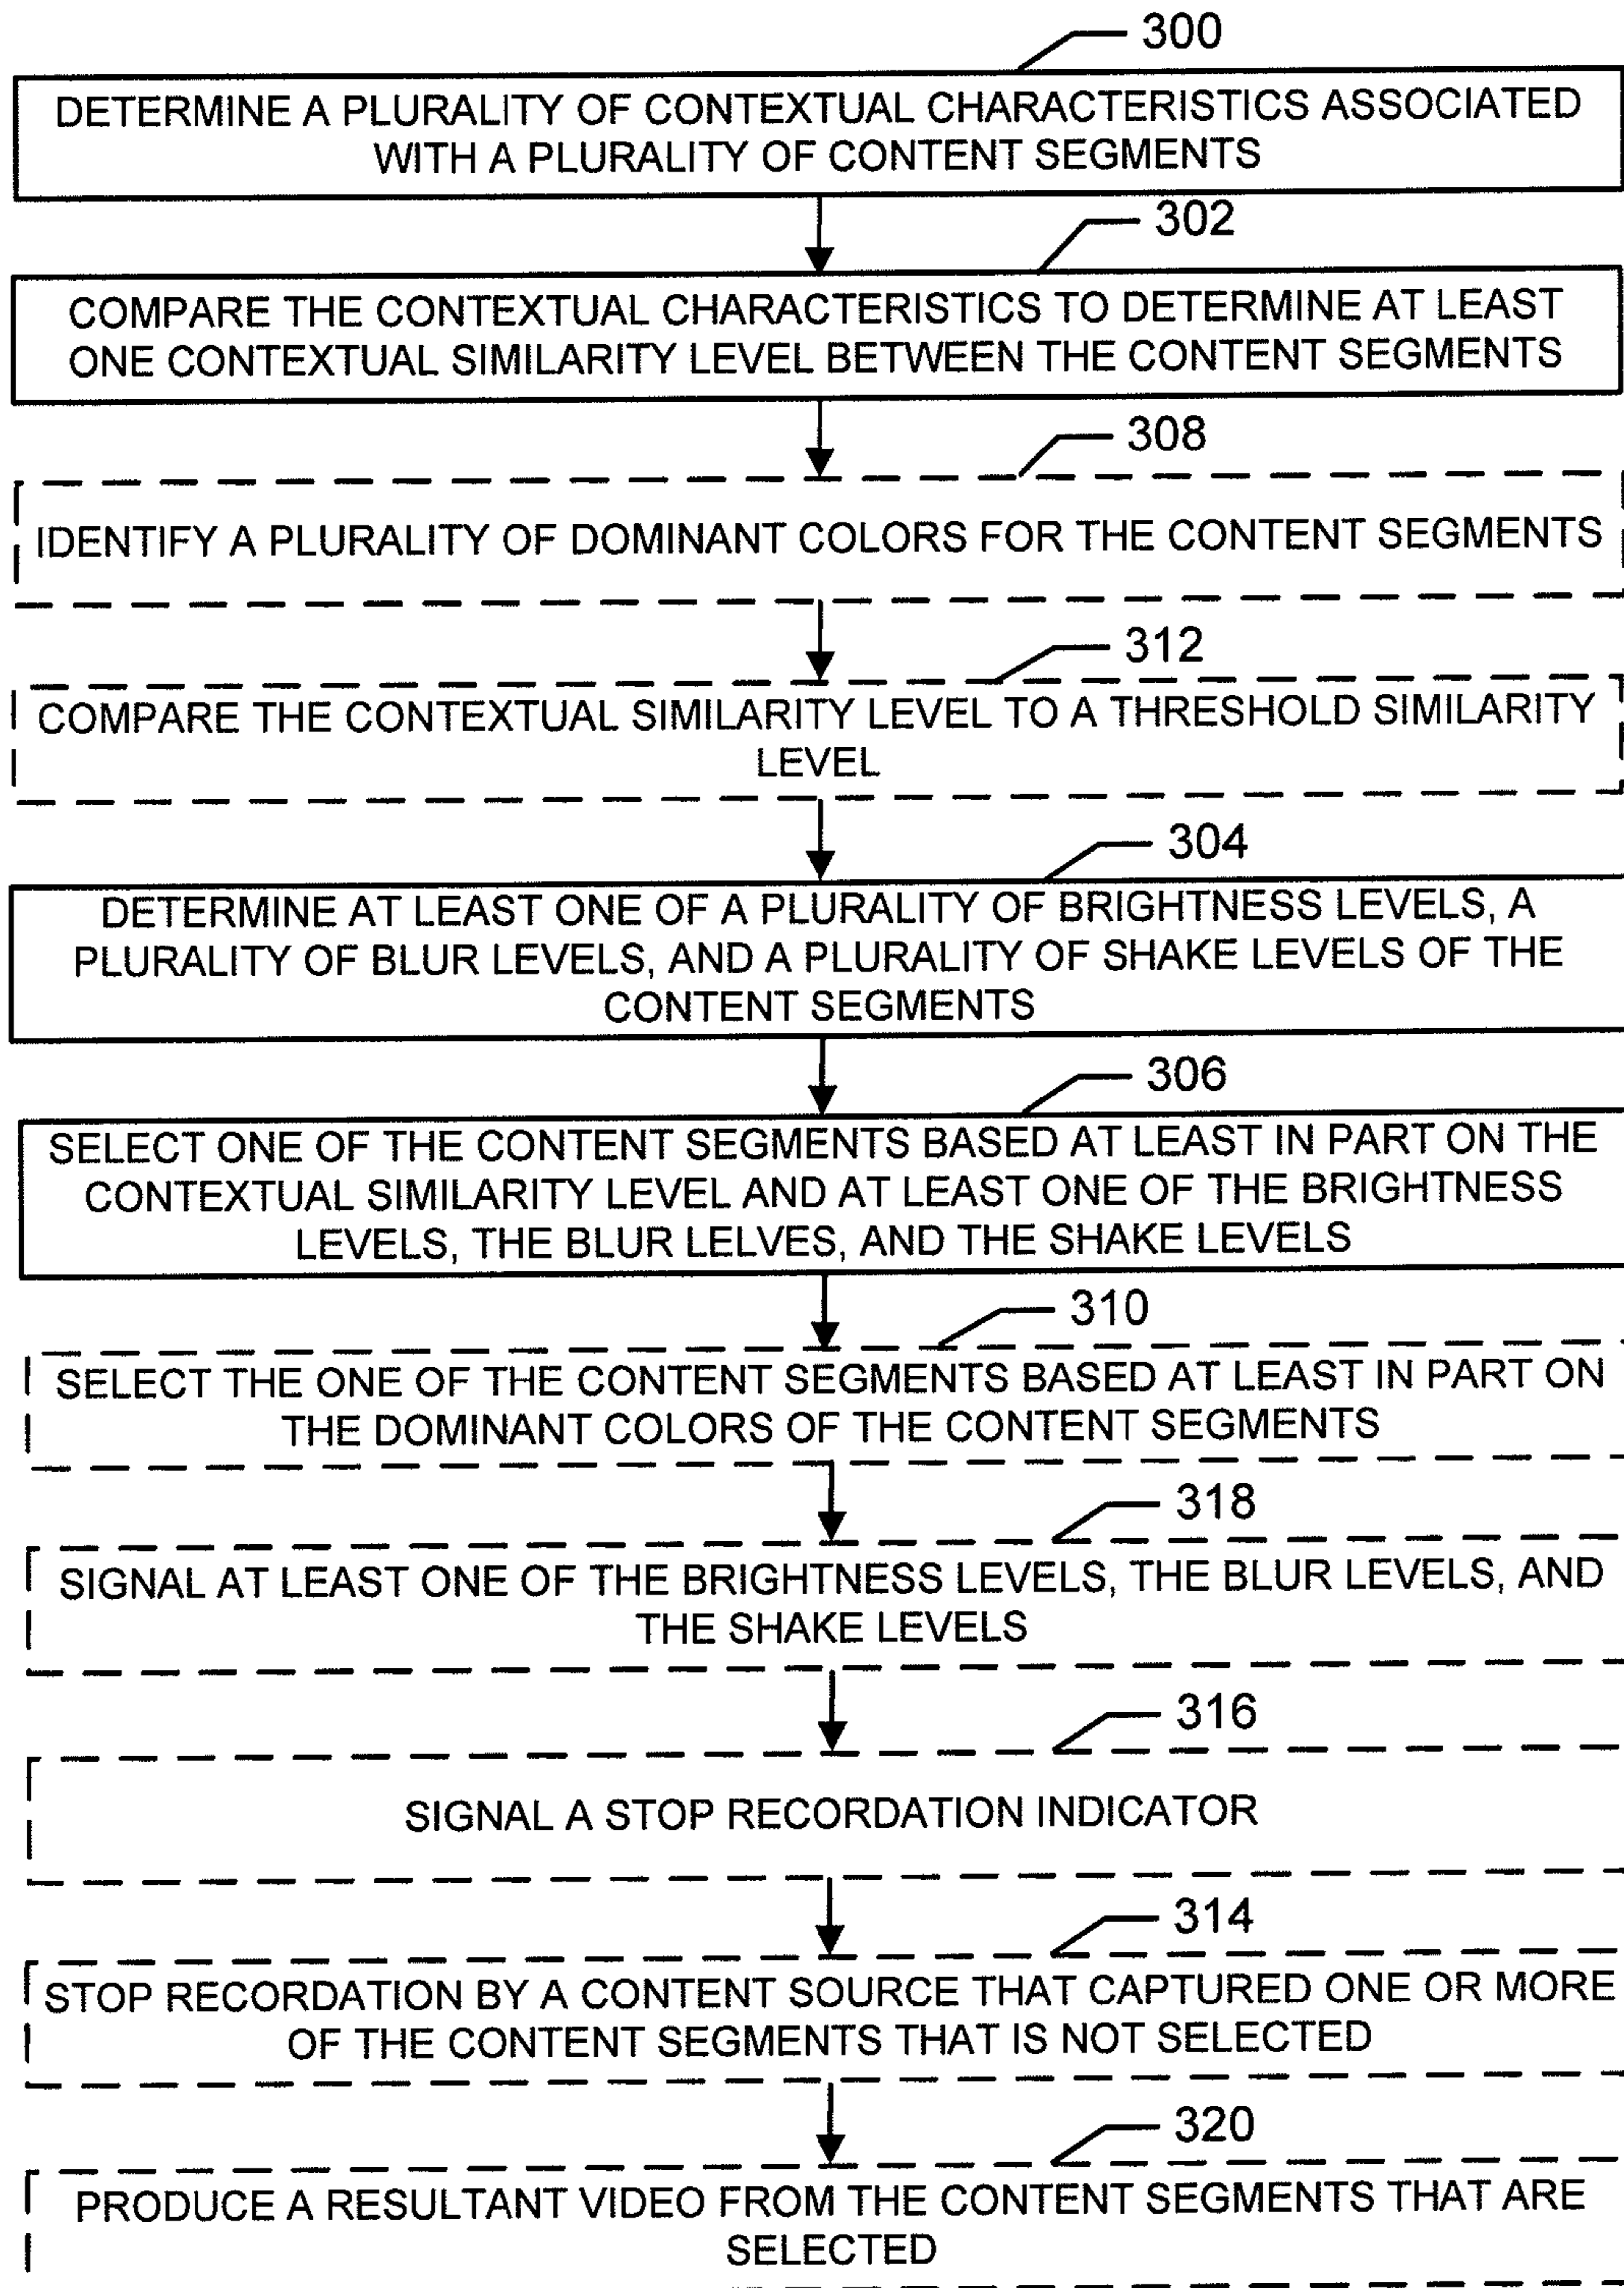 300
DETERMINE A PLURALITY OF CONTEXTUAL CHARACTERISTICS ASSOCIATED
WITH A PLURALITY OF CONTENT SEGMENTS
302
COMPARE THE CONTEXTUAL CHARACTERISTICS TO DETERMINE AT LEAST
ONE CONTEXTUAL SIMILARITY LEVEL BETWEEN THE CONTENT SEGMENTS
308
IDENTIFY A PLURALITY OF DOMINANT COLORS FOR THE CONTENT SEGMENTS
312
COMPARE THE CONTEXTUAL SIMILARITY LEVEL TO A THRESHOLD SIMILARITY
LEVEL
304
DETERMINE AT LEAST ONE OF A PLURALITY OF BRIGHTNESS LEVELS, A
PLURALITY OF BLUR LEVELS, AND A PLURALITY OF SHAKE LEVELS OF THE
CONTENT SEGMENTS
306
SELECT ONE OF THE CONTENT SEGMENTS BASED AT LEAST IN PART ON THE
CONTEXTUAL SIMILARITY LEVEL AND AT LEAST ONE OF THE BRIGHTNESS
LEVELS, THE BLUR LELVES, AND THE SHAKE LEVELS
310
SELECT THE ONE OF THE CONTENT SEGMENTS BASED AT LEAST IN PART ON
THE DOMINANT COLORS OF THE CONTENT SEGMENTS
318
SIGNAL AT LEAST ONE OF THE BRIGHTNESS LEVELS, THE BLUR LEVELS, AND
THE SHAKE LEVELS
316
SIGNAL A STOP RECORDATION INDICATOR
314
STOP RECORDATION BY A CONTENT SOURCE THAT CAPTURED ONE OR MORE
OF THE CONTENT SEGMENTS THAT IS NOT SELECTED
320
PRODUCE A RESULTANT VIDEO FROM THE CONTENT SEGMENTS THAT ARE
SELECTED